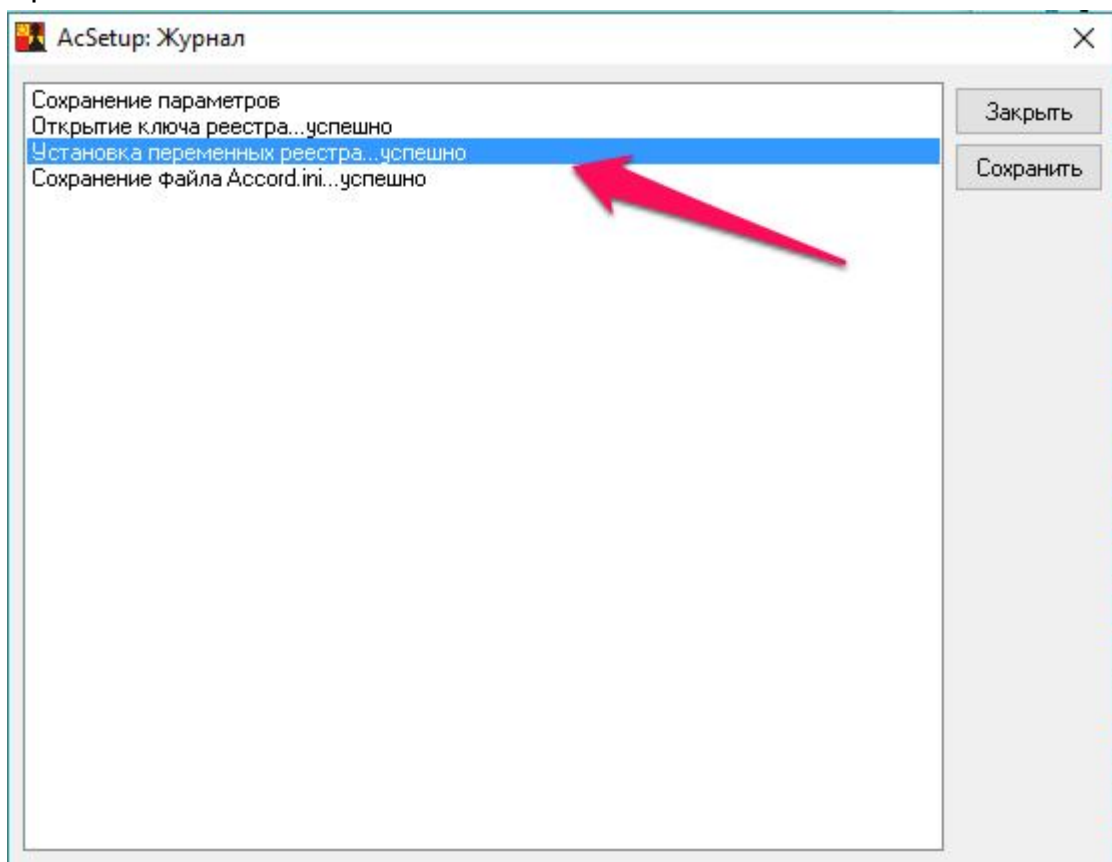 AcSetup: Журнал
Сохранение параметров
Открытие ключа реестра...успешно
Установка переменных реестра...успешно
Сохранение файла Accord.ini...успешно
Закрыть
Сохранить